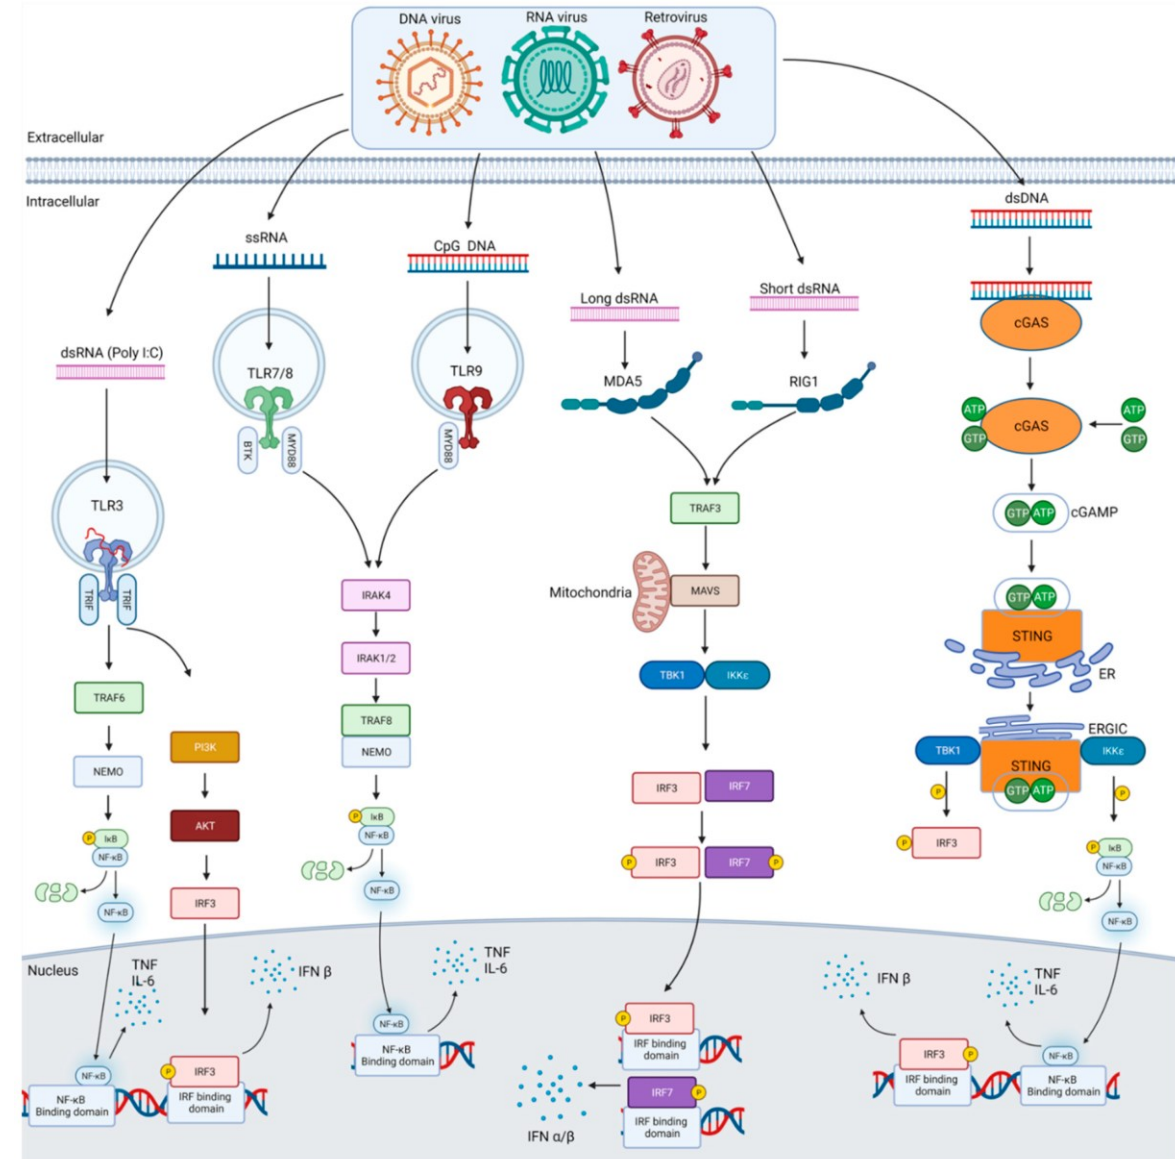 DNA virus
RNA virus
Retrovirus
Extracellular
Intracellular
dsRNA (Poly I:C)
TLR3
TRIF
TRIF
TRAF6
NEMO
P
IκB
NF-κB
NF-κB
PI3K
AKT
IRF3
ssRNA
TLR7/8
BTK
MYD88
CpG DNA
TLR9
MYD88
IRAK4
IRAK1/2
TRAF8
NEMO
P
IκB
NF-κB
NF-κB
Long dsRNA
MDA5
Short dsRNA
RIG1
TRAF3
Mitochondria
MAVS
TBK1
IKKε
IRF3
IRF7
P
IRF3
IRF7
P
dsDNA
cGAS
ATP
GTP
cGAS
ATP
GTP
GTP
ATP
cGAMP
GTP
ATP
STING
ER
ERGIC
TBK1
STING
IKKε
GTP
ATP
P
P
P
IRF3
P
IκB
NF-κB
NF-κB
Nucleus
TNF
IL-6
NF-κB
NF-κB
Binding domain
IFN β
P
IRF3
IRF binding
domain
TNF
IL-6
NF-κB
NF-κB
Binding domain
P
IRF3
IRF binding
domain
IRF7
P
IRF binding
domain
IFN α/β
IFN β
IRF3
P
IRF binding
domain
TNF
IL-6
NF-κB
NF-κB
Binding domain